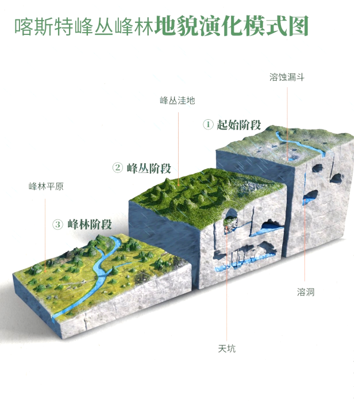 喀斯特峰丛峰林地貌演化模式图
溶蚀漏斗
峰丛洼地
① 起始阶段
② 峰丛阶段
峰林平原
③ 峰林阶段
溶洞
天坑